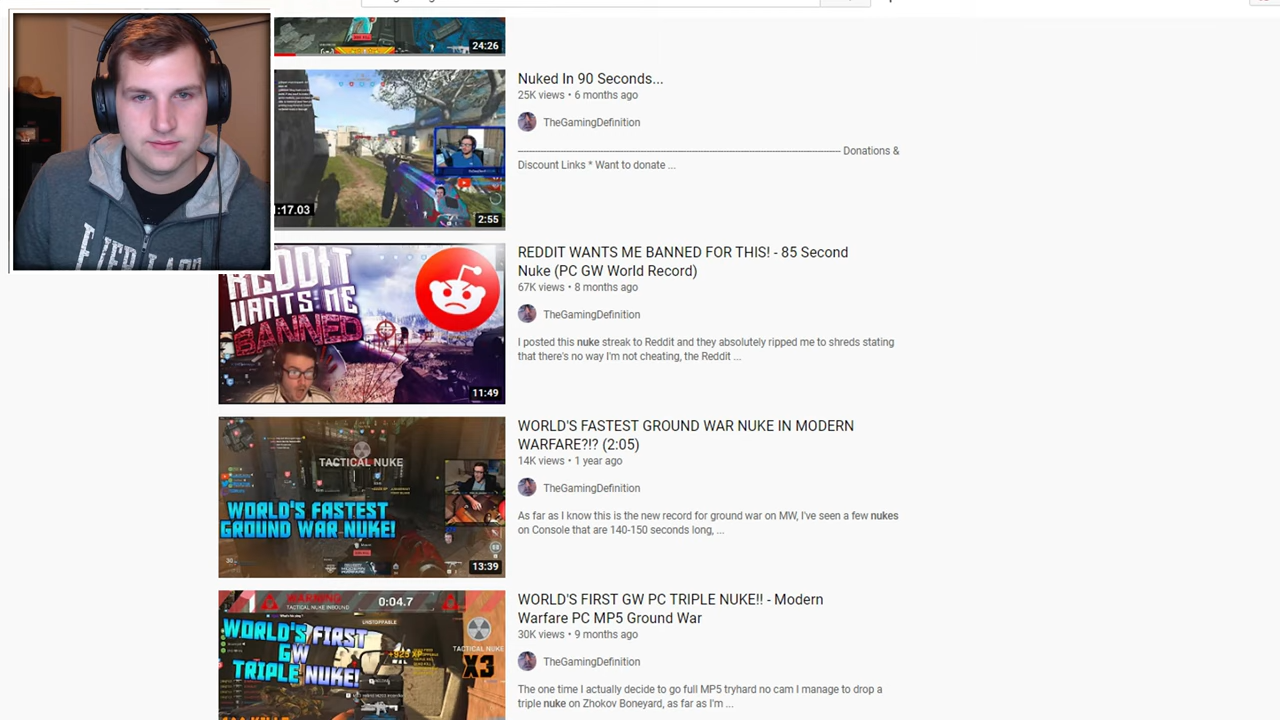 24:26
Nuked In 90 Seconds...
25K views • 6 months ago
TheGamingDefinition
Donations &
Discount Links * Want to donate ...
:17.03
2:55
EVERLAST
REDDIT
WANTS ME
BANNED
11:49
REDDIT WANTS ME BANNED FOR THIS! - 85 Second
Nuke (PC GW World Record)
67K views • 8 months ago
TheGamingDefinition
I posted this nuke streak to Reddit and they absolutely ripped me to shreds stating
that there's no way I'm not cheating, the Reddit ...
TACTICAL NUKE
WORLD'S FASTEST
GROUND WAR NUKE!
13:39
WORLD'S FASTEST GROUND WAR NUKE IN MODERN
WARFARE?!? (2:05)
14K views • 1 year ago
TheGamingDefinition
As far as I know this is the new record for ground war on MW, I've seen a few nukes
on Console that are 140-150 seconds long, ...
TACTICAL NUKE INBOUND
0:04.7
UNSTOPPABLE
WORLD'S FIRST
GW
TRIPLE NUKE!
TACTICAL NUKE
X3
WORLD'S FIRST GW PC TRIPLE NUKE!! - Modern
Warfare PC MP5 Ground War
30K views • 9 months ago
TheGamingDefinition
The one time I actually decide to go full MP5 tryhard no cam I manage to drop a
triple nuke on Zhokov Boneyard, as far as I'm ...